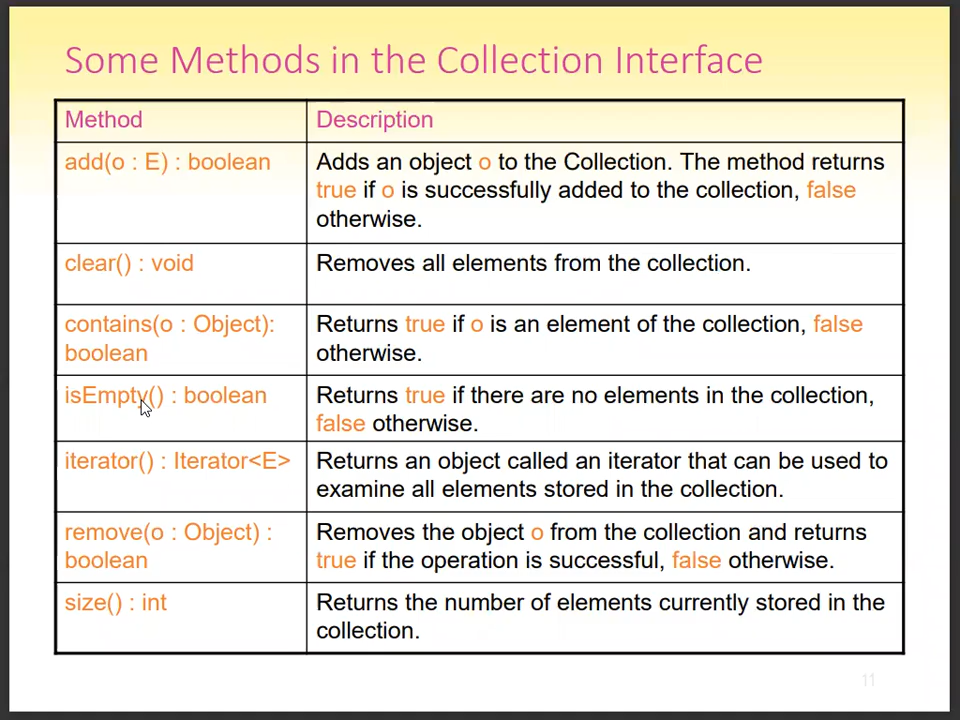 Some Methods in the Collection Interface
Method
Description
add(o : E) : boolean
Adds an object o to the Collection. The method returns
true if o is successfully added to the collection, false
otherwise.
clear() : void
Removes all elements from the collection.
contains(o : Object):
boolean
Returns true if o is an element of the collection, false
otherwise.
isEmpty() : boolean
Returns true if there are no elements in the collection,
false otherwise.
iterator() : Iterator<E>
Returns an object called an iterator that can be used to
examine all elements stored in the collection.
remove(o : Object) :
boolean
Removes the object o from the collection and returns
true if the operation is successful, false otherwise.
size() : int
Returns the number of elements currently stored in the
collection.
11